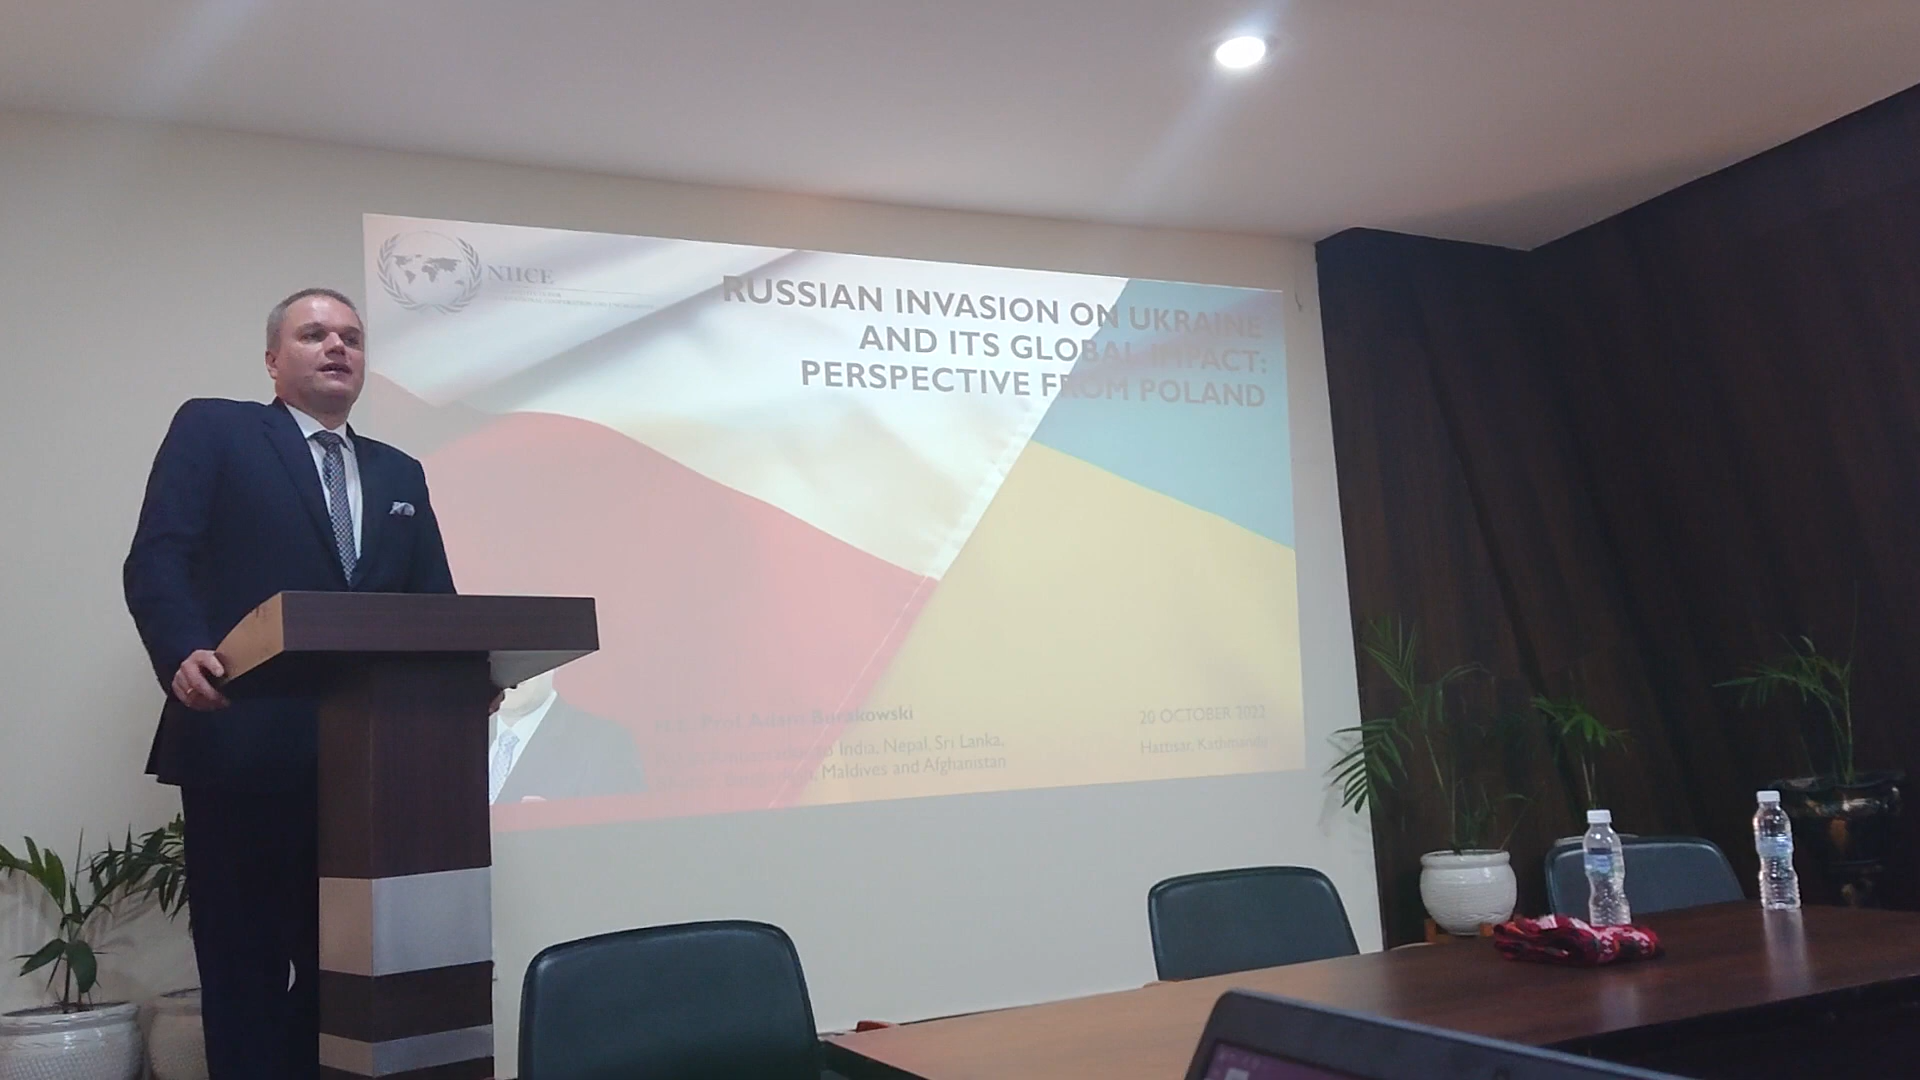 NIICE
RUSSIAN INVASION ON UKRAINE
AND ITS GLOBAL IMPACT:
PERSPECTIVE FROM POLAND
Prof. Adam Burakowski
to India, Nepal, Sri Lanka,
Maldives and Afghanistan
20 OCTOBER 2022
Hattisar, Kathmandu